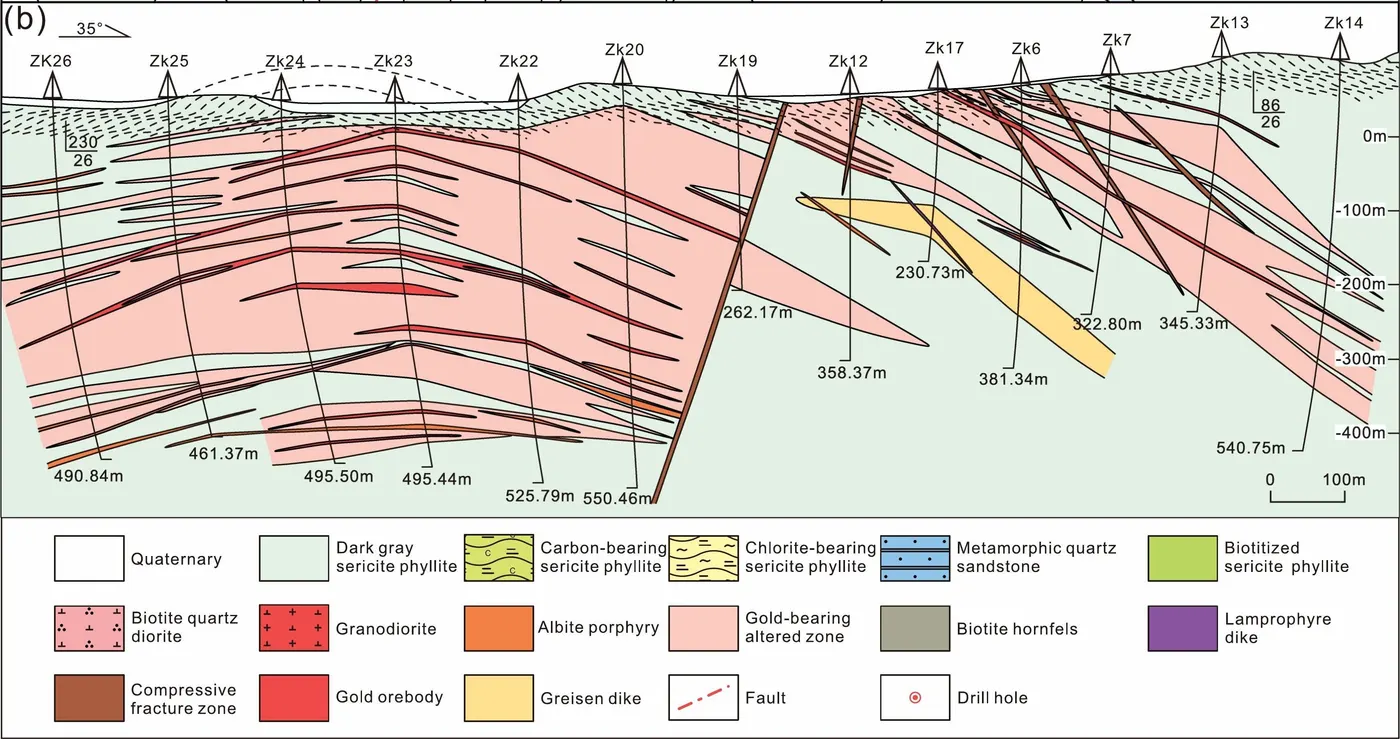 (b)
35°
ZK26
Zk25
Zk24
Zk23
Zk22
Zk20
Zk19
Zk12
Zk17
Zk6
Zk7
Zk13
Zk14
230
26
86
26
0m
-100m
-200m
-300m
-400m
490.84m
461.37m
495.50m
495.44m
525.79m
550.46m
262.17m
358.37m
230.73m
381.34m
322.80m
345.33m
540.75m
0 100m
Quaternary
Dark gray
sericite phyllite
Carbon-bearing
sericite phyllite
Chlorite-bearing
sericite phyllite
Metamorphic quartz
sandstone
Biotitized
sericite phyllite
Biotite quartz
diorite
Granodiorite
Albite porphyry
Gold-bearing
altered zone
Biotite hornfels
Lamprophyre
dike
Compressive
fracture zone
Gold orebody
Greisen dike
Fault
Drill hole